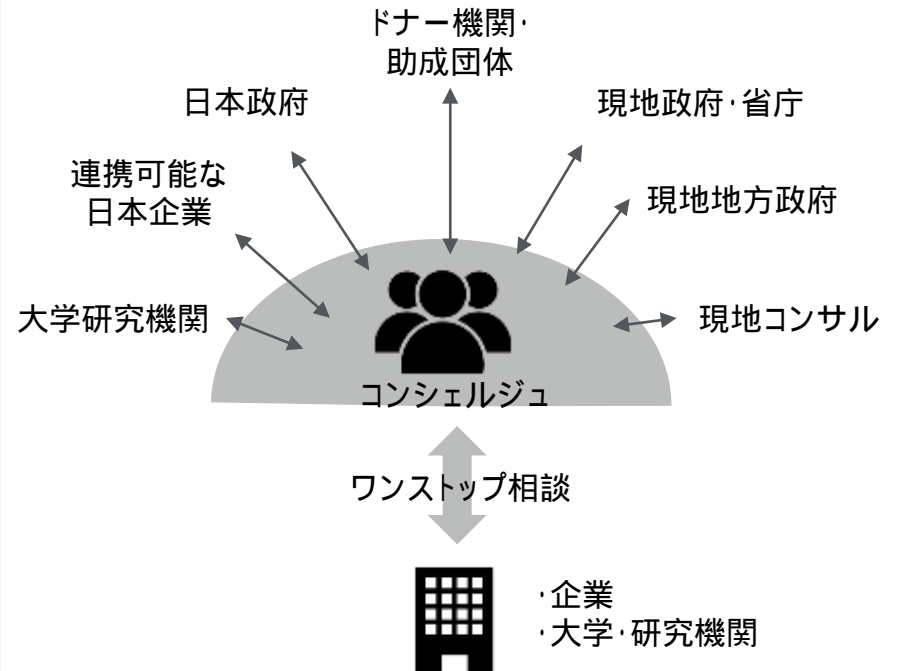 ドナー機関・
助成団体
日本政府
現地政府・省庁
連携可能な
日本企業
現地地方政府
大学研究機関
現地コンサル
コンシェルジュ
ワンストップ相談
・企業
・大学・研究機関